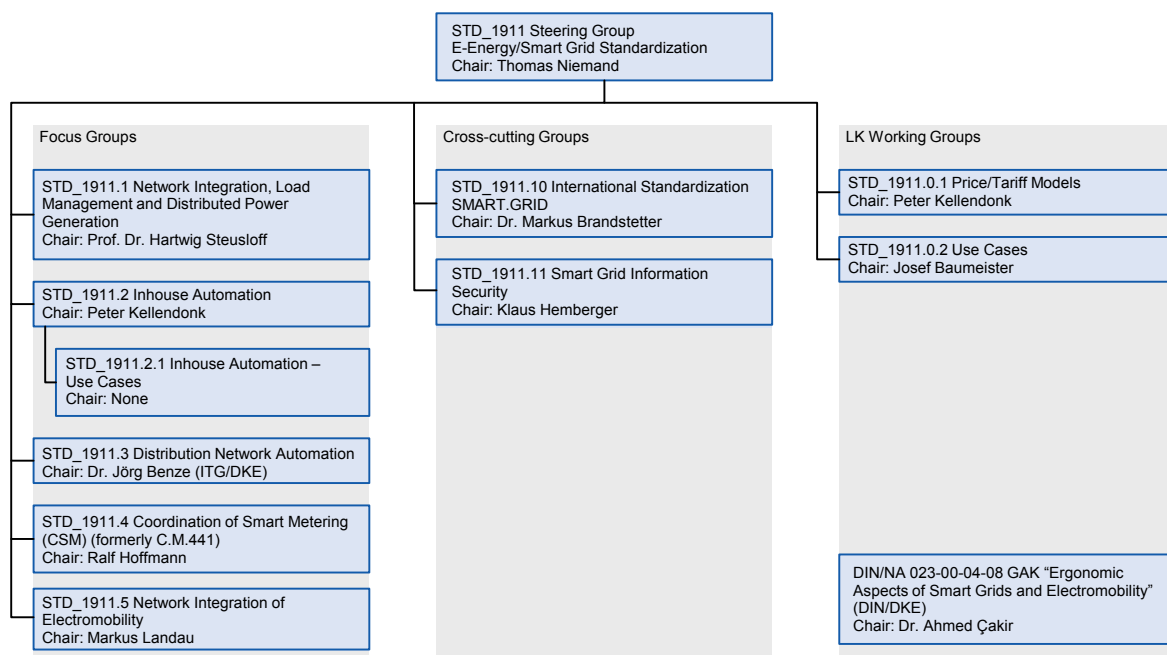 STD_1911 Steering Group
E-Energy/Smart Grid Standardization
Chair: Thomas Niemand
Focus Groups
STD_1911.1 Network Integration, Load
Management and Distributed Power
Generation
Chair: Prof. Dr. Hartwig Steusloff
STD_1911.2 Inhouse Automation
Chair: Peter Kellendonk
STD_1911.2.1 Inhouse Automation –
Use Cases
Chair: None
STD_1911.3 Distribution Network Automation
Chair: Dr. Jörg Benze (ITG/DKE)
STD_1911.4 Coordination of Smart Metering
(CSM) (formerly C.M.441)
Chair: Ralf Hoffmann
STD_1911.5 Network Integration of
Electromobility
Chair: Markus Landau
Cross-cutting Groups
STD_1911.10 International Standardization
SMART.GRID
Chair: Dr. Markus Brandstetter
STD_1911.11 Smart Grid Information
Security
Chair: Klaus Hemberger
LK Working Groups
STD_1911.0.1 Price/Tariff Models
Chair: Peter Kellendonk
STD_1911.0.2 Use Cases
Chair: Josef Baumeister
DIN/NA 023-00-04-08 GAK “Ergonomic
Aspects of Smart Grids and Electromobility”
(DIN/DKE)
Chair: Dr. Ahmed Çakir